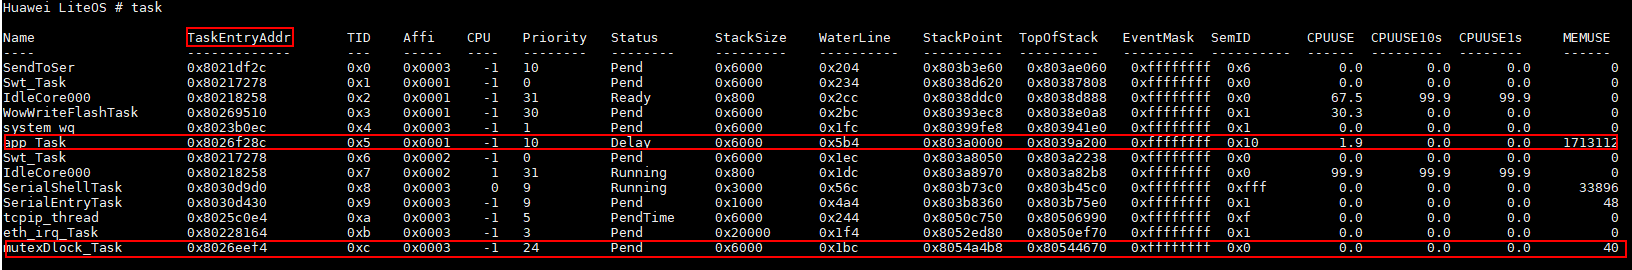 Huawei LiteOS # task
Name TaskEntryAddr TID Affi CPU Priority Status StackSize WaterLine StackPoint TopOfStack EventMask SemID CPUUSE CPUUSE10s CPUUSE1s MEMUSE
---- ------------- --- ----- --- -------- -------- --------- ---------- ---------- ---------- --------- ---------- ------ --------- -------- ------
SendToSer 0x8021df2c 0x0 0x0003 -1 10 Pend 0x6000 0x204 0x803b3e60 0x803ae060 0xffffffff 0x6 0.0 0.0 0.0 0
Swt_Task 0x80217278 0x1 0x0001 -1 0 Pend 0x6000 0x234 0x8038d620 0x80387808 0xffffffff 0x0 0.0 0.0 0.0 0
IdleCore000 0x80218258 0x2 0x0001 -1 31 Ready 0x800 0x2cc 0x8038ddc0 0x8038d888 0xffffffff 0x0 67.5 99.9 99.9 0
WowWriteFlashTask 0x80269510 0x3 0x0001 -1 30 Pend 0x6000 0x2bc 0x80393ec8 0x8038e0a8 0xffffffff 0x1 30.3 0.0 0.0 0
system_wq 0x8023b0ec 0x4 0x0003 -1 1 Pend 0x6000 0x1fc 0x80399fe8 0x803941e0 0xffffffff 0x1 0.0 0.0 0.0 0
app_Task 0x8026f28c 0x5 0x0001 -1 10 Delay 0x6000 0x5b4 0x803a0000 0x8039a200 0xffffffff 0x10 1.9 0.0 0.0 1713112
Swt_Task 0x80217278 0x6 0x0002 -1 0 Pend 0x6000 0x1ec 0x803a8050 0x803a2238 0xffffffff 0x0 0.0 0.0 0.0 0
IdleCore000 0x80218258 0x7 0x0002 1 31 Running 0x800 0x1dc 0x803a8970 0x803a82b8 0xffffffff 0x0 99.9 99.9 99.9 0
SerialShellTask 0x8030d9d0 0x8 0x0003 0 9 Running 0x3000 0x56c 0x803b73c0 0x803b45c0 0xffffffff 0xfff 0.0 0.0 0.0 33896
SerialEntryTask 0x8030d430 0x9 0x0003 -1 9 Pend 0x1000 0x4a4 0x803b8360 0x803b75e0 0xffffffff 0x1 0.0 0.0 0.0 48
tcpip_thread 0x8025c0e4 0xa 0x0003 -1 5 PendTime 0x6000 0x244 0x8050c750 0x80506990 0xffffffff 0xf 0.0 0.0 0.0 0
eth_irq_Task 0x80228164 0xb 0x0003 -1 3 Pend 0x20000 0x1f4 0x8052ed80 0x8050ef70 0xffffffff 0x1 0.0 0.0 0.0 0
mutexDlock_Task 0x8026eef4 0xc 0x0003 -1 24 Pend 0x6000 0x1bc 0x8054a4b8 0x80544670 0xffffffff 0x0 0.0 0.0 0.0 40